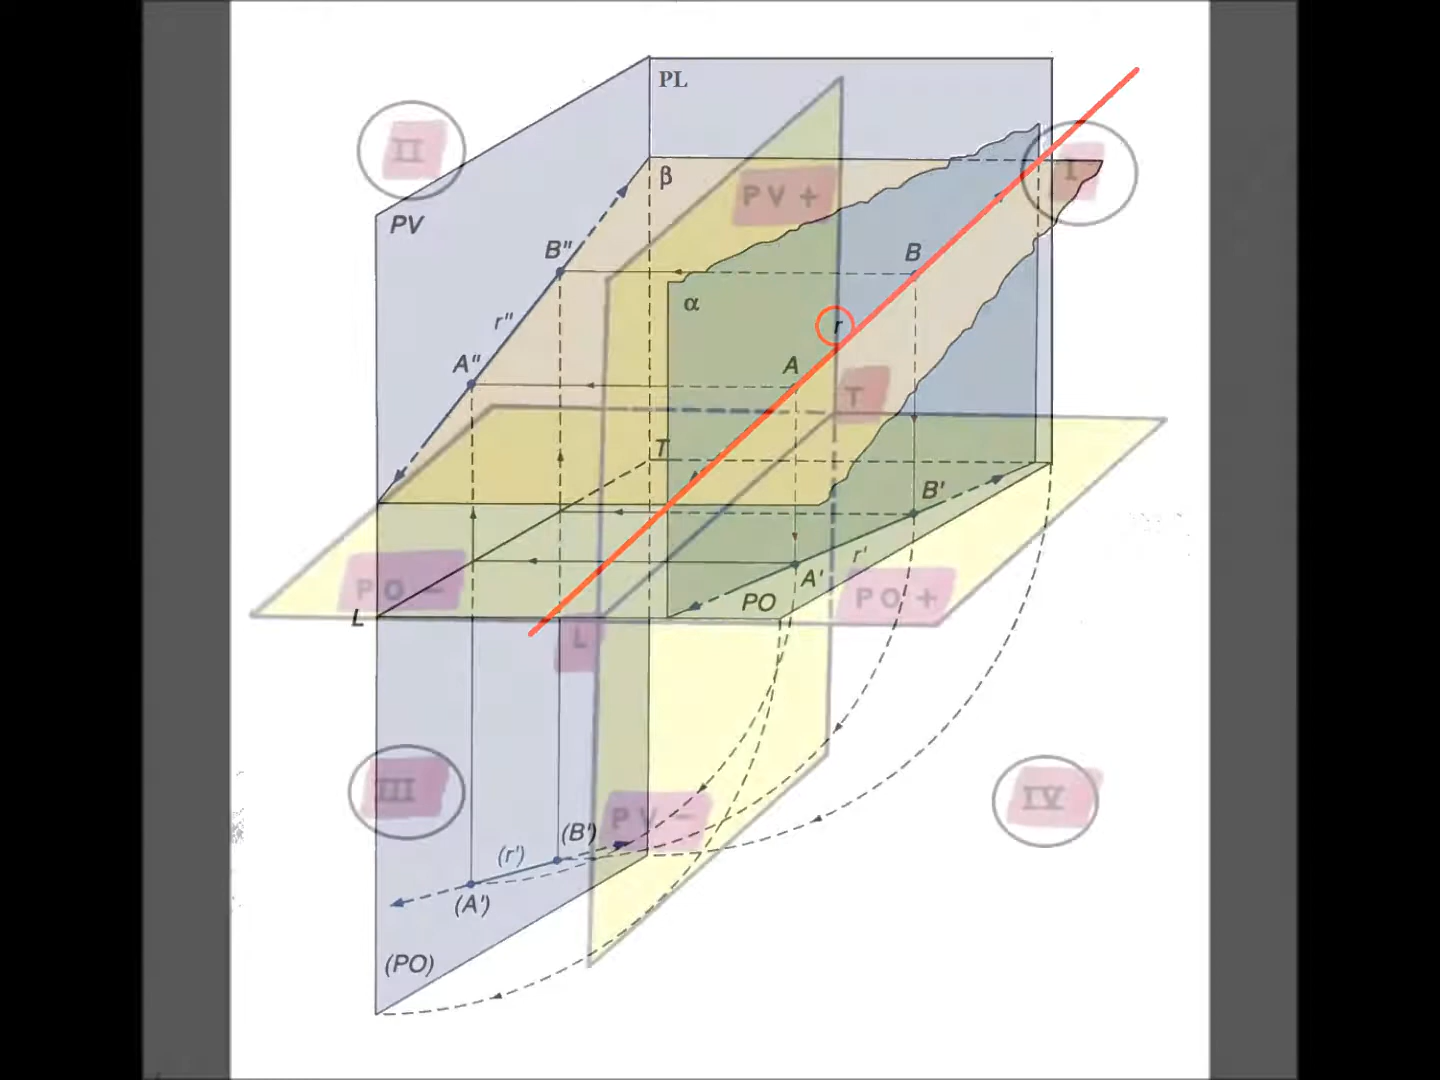 PL
II
I
β
PV +
PV
B"
B
α
r"
r
A"
A
T
T
B'
r'
A'
PO −
PO
PO +
L
L
III
IV
PV −
(B')
(r')
(A')
(PO)